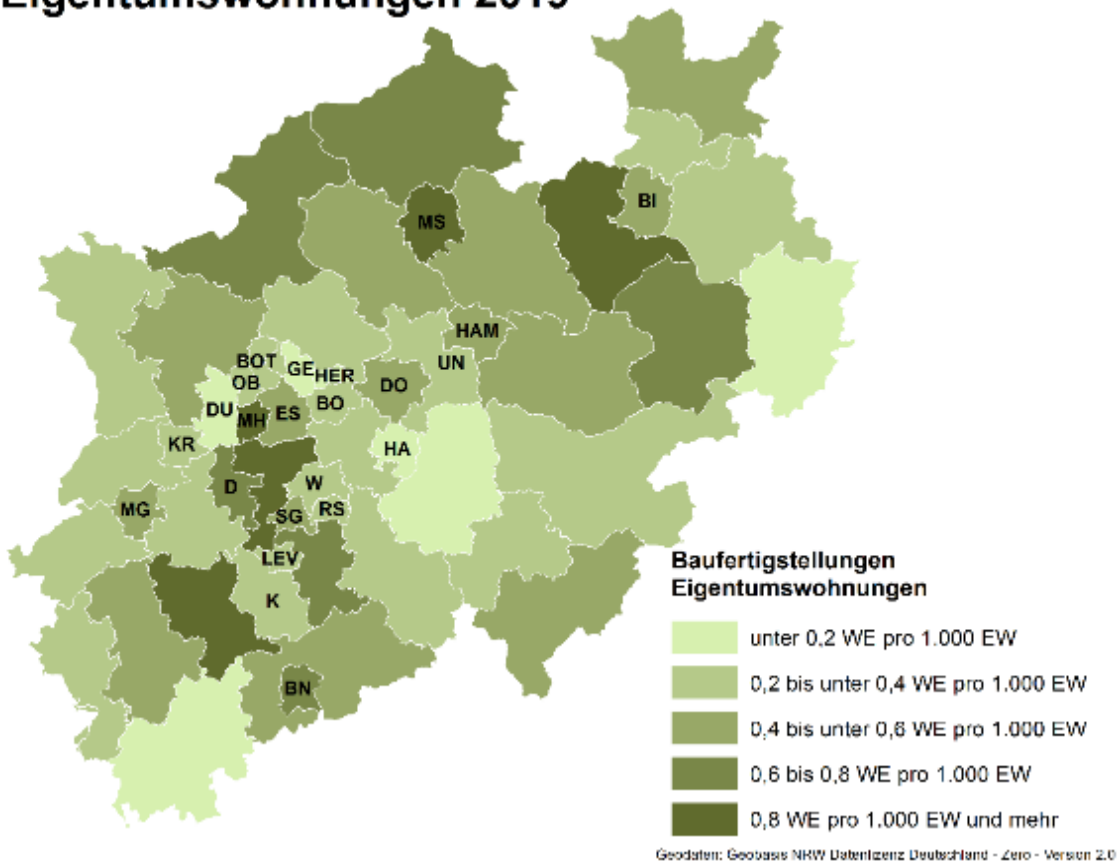 Eigentumswohnungen 2019
MS
BI
HAM
UN
BOT
GE
HER
OB
DO
DU
MH
ES
BO
KR
HA
D
W
MG
SG
RS
LEV
K
BN
Baufertigstellungen
Eigentumswohnungen
unter 0,2 WE pro 1.000 EW
0,2 bis unter 0,4 WE pro 1.000 EW
0,4 bis unter 0,6 WE pro 1.000 EW
0,6 bis 0,8 WE pro 1.000 EW
0,8 WE pro 1.000 EW und mehr
Geodaten: Geobasis NRW Datenlizenz Deutschland - Zero - Version 2.0